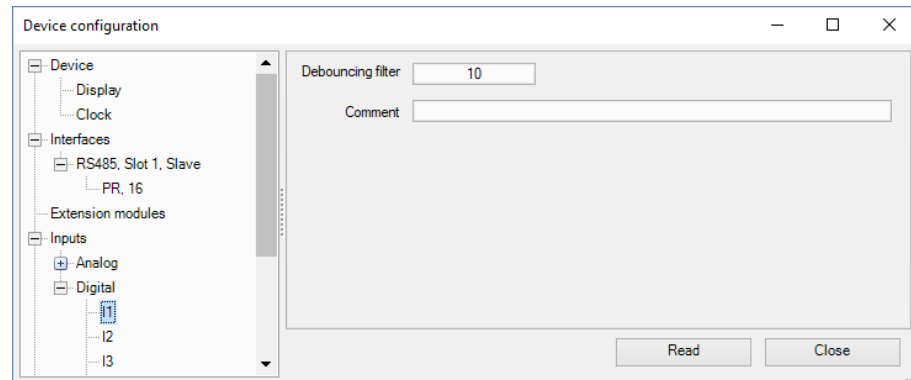 Device configuration
Device
Display
Clock
Interfaces
RS485, Slot 1, Slave
PR, 16
Extension modules
Inputs
Analog
Digital
I1
I2
I3
Debouncing filter 10
Comment
Read Close